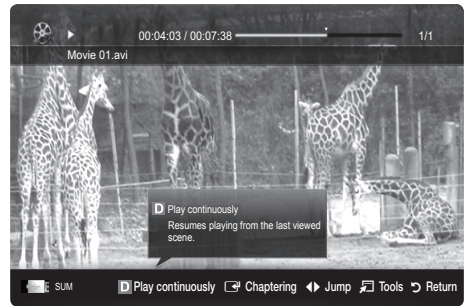 00:04:03 / 00:07:38
1/1
Movie 01.avi
D Play continuously
Resumes playing from the last viewed
scene.
SUM
D Play continuously
Chaptering
Jump
Tools
Return